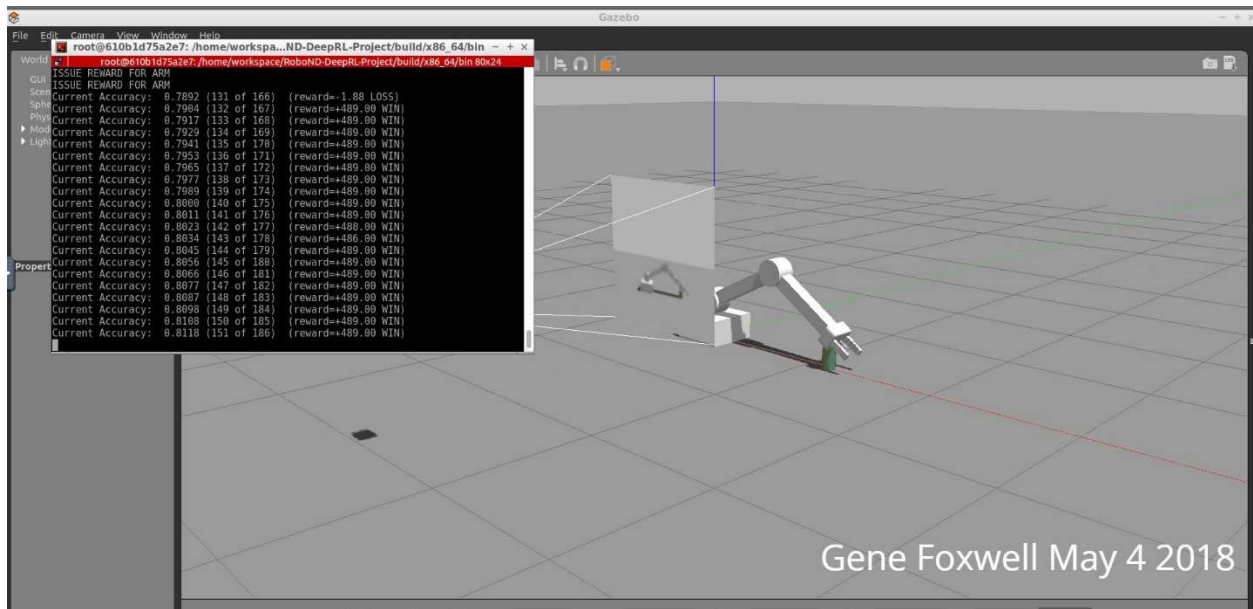 Gazebo
File Edit Camera View Window Help
root@610b1d75a2e7: /home/workspa...ND-DeepRL-Project/build/x86_64/bin
root@610b1d75a2e7: /home/workspace/RoboND-DeepRL-Project/build/x86_64/bin 80x24
World
GUI
Scen
Sphe
Phys
Mod
Light
ISSUE REWARD FOR ARM
ISSUE REWARD FOR ARM
Current Accuracy: 0.7892 (131 of 166) (reward=-1.88 LOSS)
Current Accuracy: 0.7904 (132 of 167) (reward=+489.00 WIN)
Current Accuracy: 0.7917 (133 of 168) (reward=+489.00 WIN)
Current Accuracy: 0.7929 (134 of 169) (reward=+489.00 WIN)
Current Accuracy: 0.7941 (135 of 170) (reward=+489.00 WIN)
Current Accuracy: 0.7953 (136 of 171) (reward=+489.00 WIN)
Current Accuracy: 0.7965 (137 of 172) (reward=+489.00 WIN)
Current Accuracy: 0.7977 (138 of 173) (reward=+489.00 WIN)
Current Accuracy: 0.7989 (139 of 174) (reward=+489.00 WIN)
Current Accuracy: 0.8000 (140 of 175) (reward=+489.00 WIN)
Current Accuracy: 0.8011 (141 of 176) (reward=+489.00 WIN)
Current Accuracy: 0.8023 (142 of 177) (reward=+488.00 WIN)
Current Accuracy: 0.8034 (143 of 178) (reward=+486.00 WIN)
Current Accuracy: 0.8045 (144 of 179) (reward=+489.00 WIN)
Current Accuracy: 0.8056 (145 of 180) (reward=+489.00 WIN)
Current Accuracy: 0.8066 (146 of 181) (reward=+489.00 WIN)
Current Accuracy: 0.8077 (147 of 182) (reward=+489.00 WIN)
Current Accuracy: 0.8087 (148 of 183) (reward=+489.00 WIN)
Current Accuracy: 0.8098 (149 of 184) (reward=+489.00 WIN)
Current Accuracy: 0.8108 (150 of 185) (reward=+489.00 WIN)
Current Accuracy: 0.8118 (151 of 186) (reward=+489.00 WIN)
Propert
Gene Foxwell May 4 2018